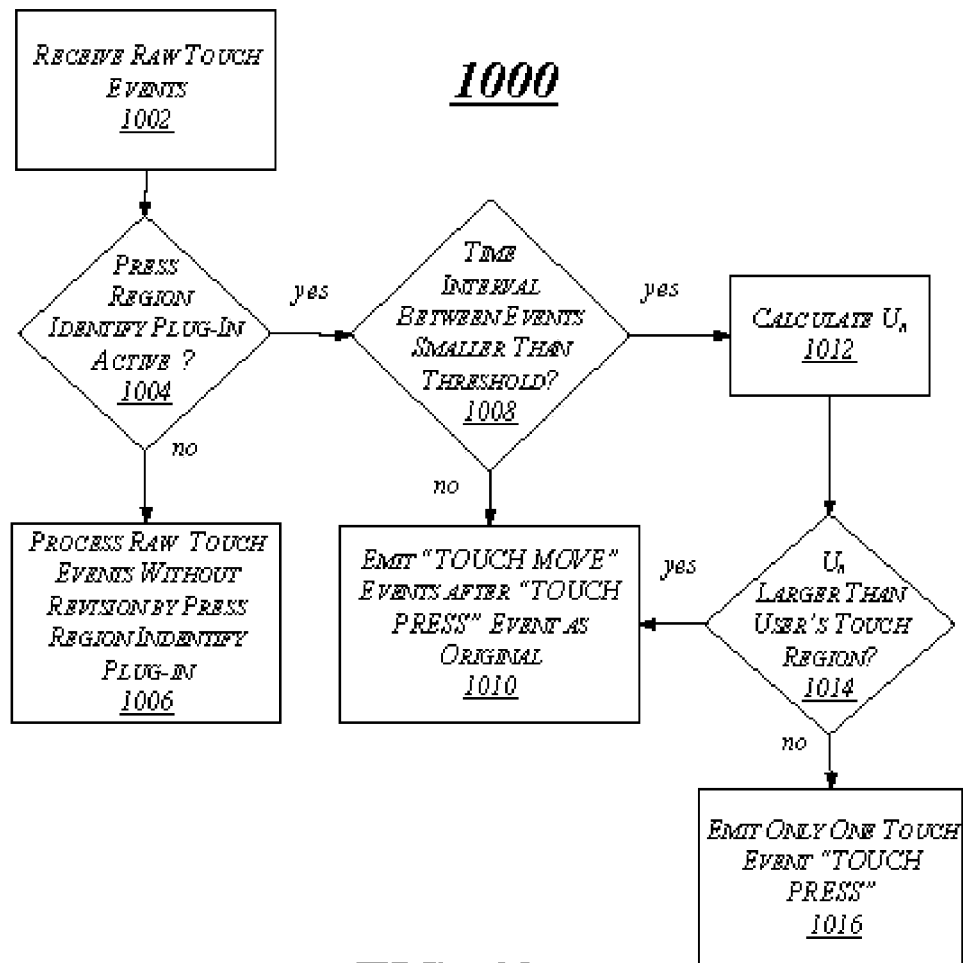 RECEIVE RAW TOUCH
EVENTS
1002
1000
PRESS
REGION
IDENTIFY PLUG-IN
ACTIVE ?
1004
yes
no
TIME
INTERVAL
BETWEEN EVENTS
SMALLER THAN
THRESHOLD?
1008
yes
no
CALCULATE Un
1012
PROCESS RAW TOUCH
EVENTS WITHOUT
REVISION BY PRESS
REGION INDENTIFY
PLUG-IN
1006
EMIT "TOUCH MOVE"
EVENTS AFTER "TOUCH
PRESS" EVENT AS
ORIGINAL
1010
yes
Un
LARGER THAN
USER'S TOUCH
REGION?
1014
no
EMIT ONLY ONE TOUCH
EVENT "TOUCH
PRESS"
1016